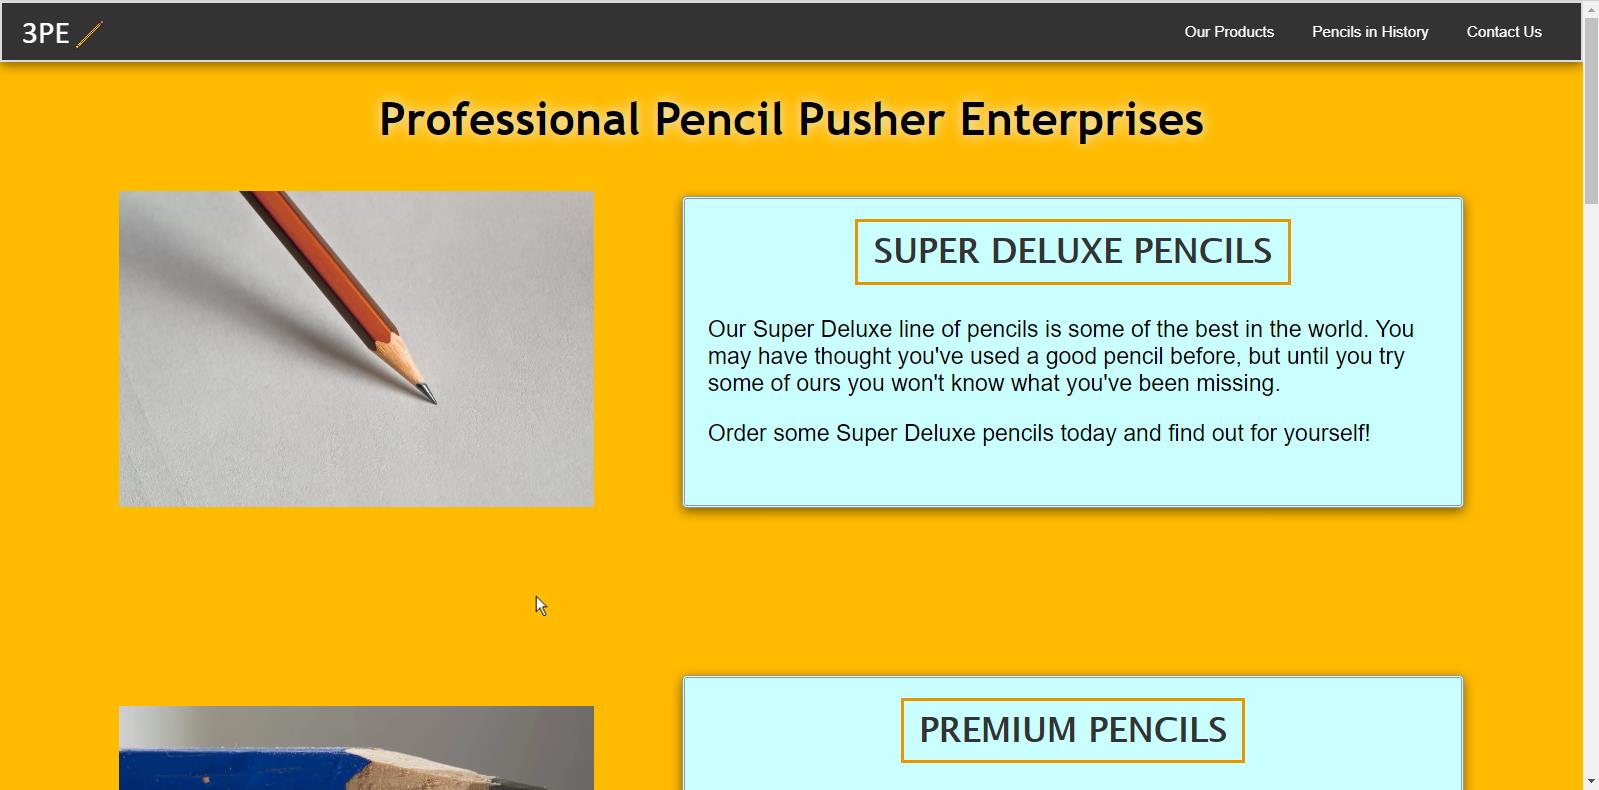 3PE
Our Products
Pencils in History
Contact Us
Professional Pencil Pusher Enterprises
SUPER DELUXE PENCILS
Our Super Deluxe line of pencils is some of the best in the world. You
may have thought you've used a good pencil before, but until you try
some of ours you won't know what you've been missing.
Order some Super Deluxe pencils today and find out for yourself!
PREMIUM PENCILS